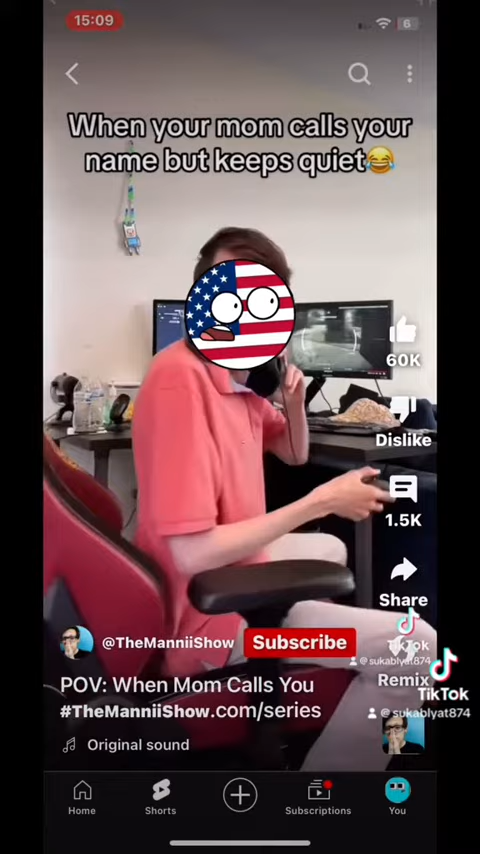 15:09
6
When your mom calls your
name but keeps quiet😂
60K
Dislike
1.5K
Share
@TheManniiShow
Subscribe
TikTok
@sukablyat874
Remix
TikTok
@sukablyat874
POV: When Mom Calls You
#TheManniiShow.com/series
Original sound
Home
Shorts
Subscriptions
You